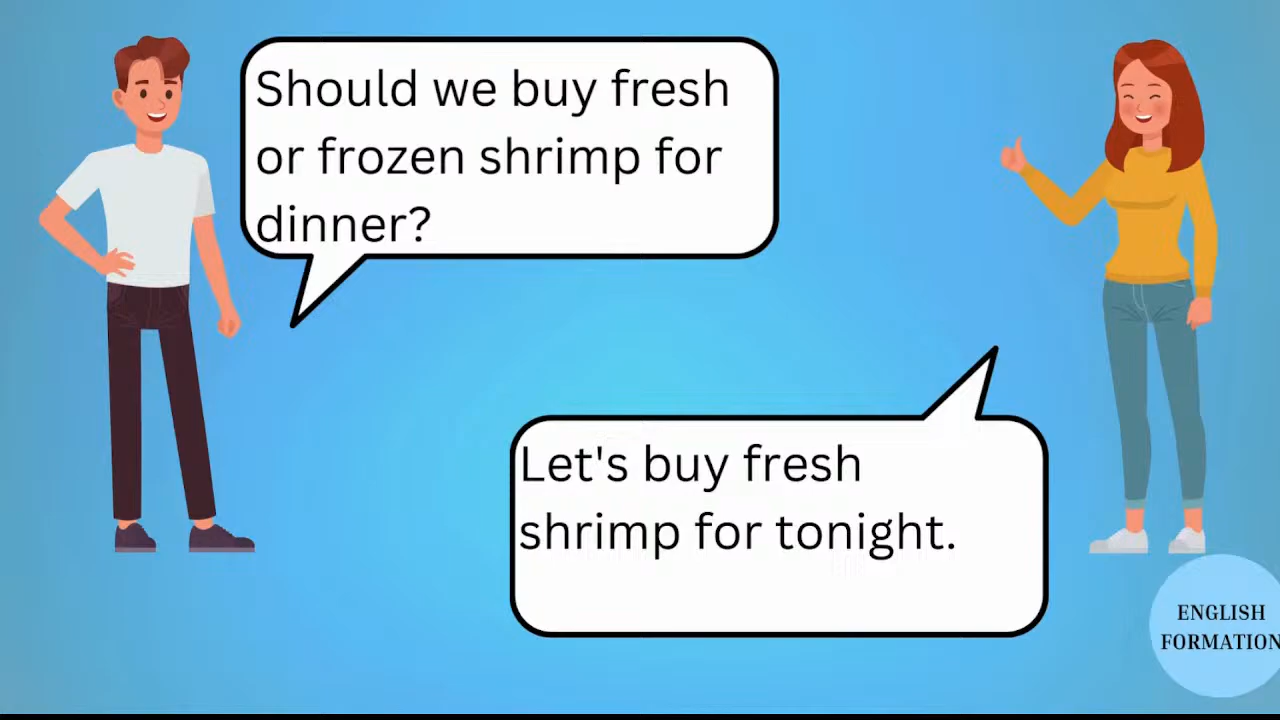 Should we buy fresh
or frozen shrimp for
dinner?
Let's buy fresh
shrimp for tonight.
ENGLISH
FORMATION